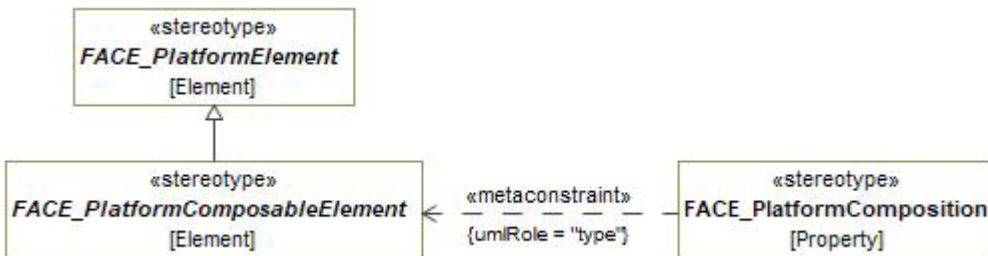 «stereotype»
FACE_PlatformElement
[Element]
«stereotype»
FACE_PlatformComposableElement
[Element]
«metaconstraint»
{umlRole = "type"}
«stereotype»
FACE_PlatformComposition
[Property]